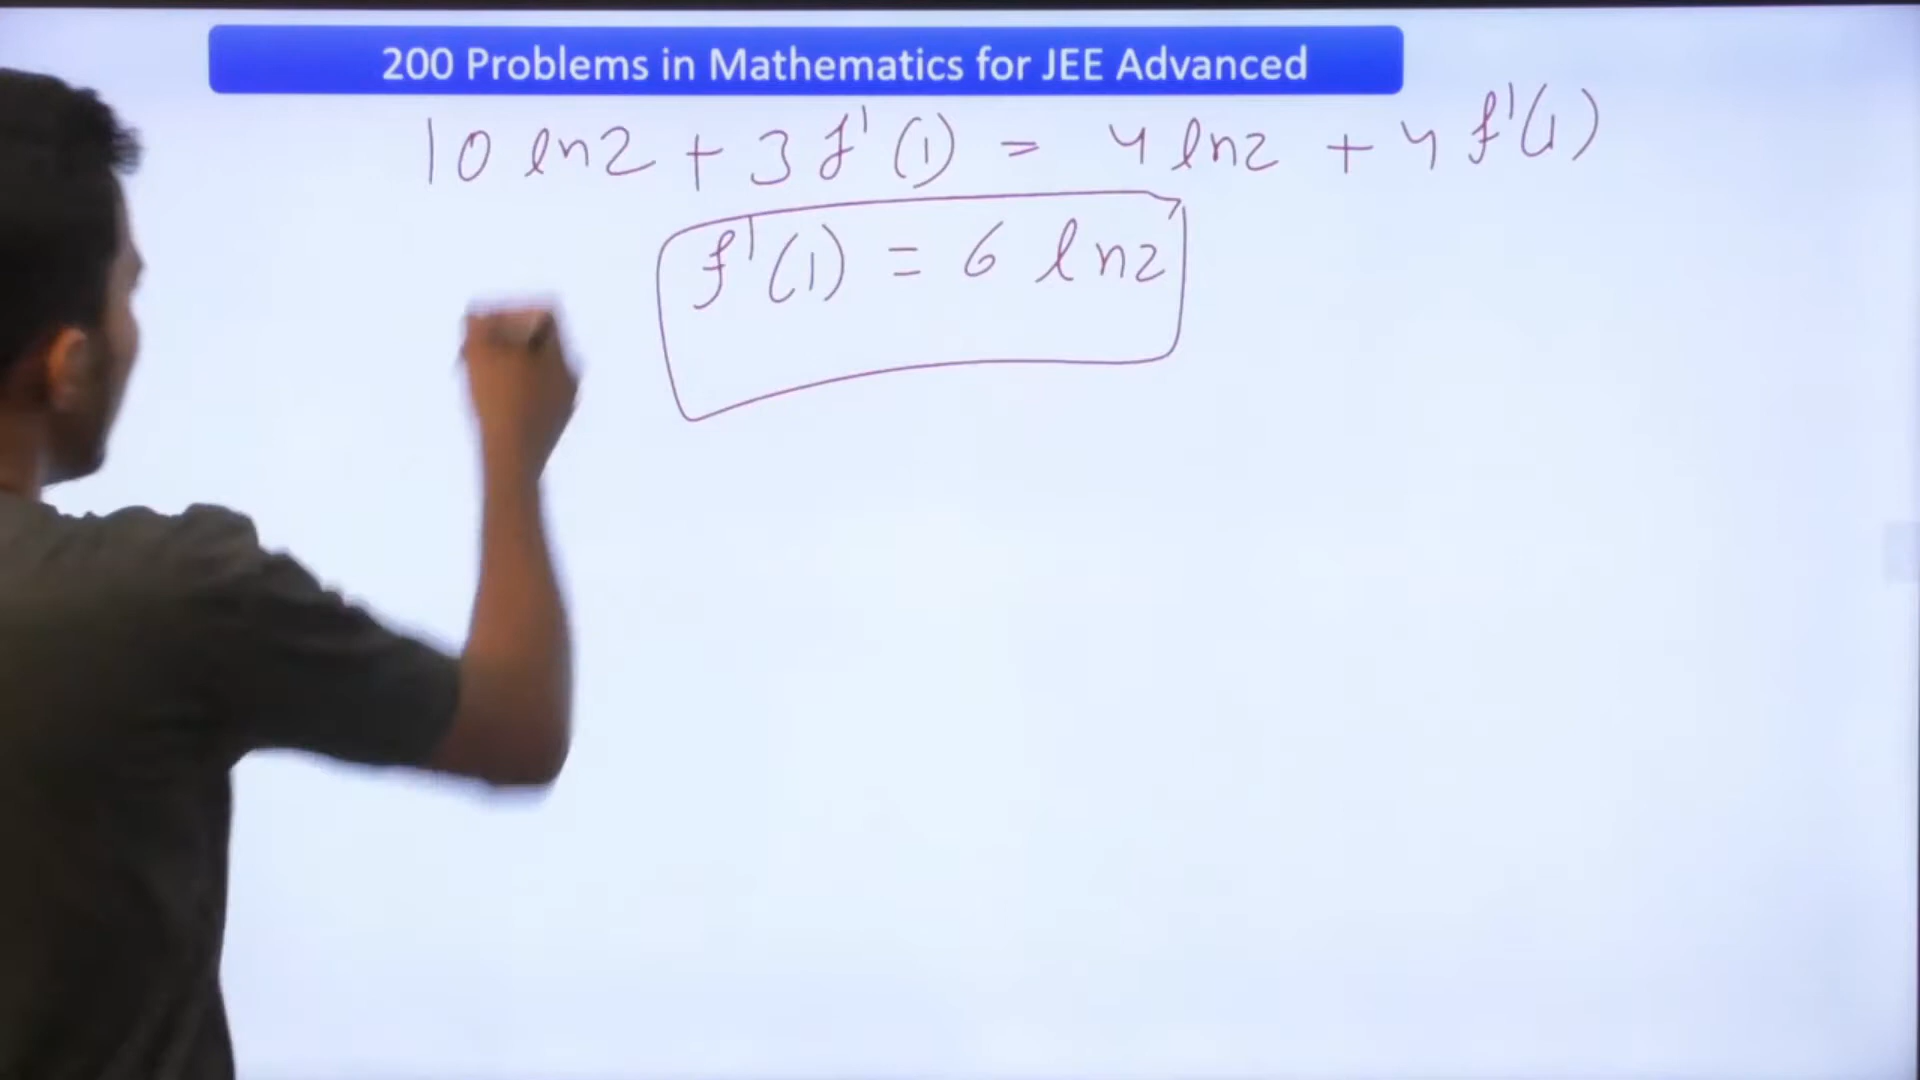 200 Problems in Mathematics for JEE Advanced
10 ln2 + 3 f'(1) = 4 ln2 + 4 f'(1)
f'(1) = 6 ln2